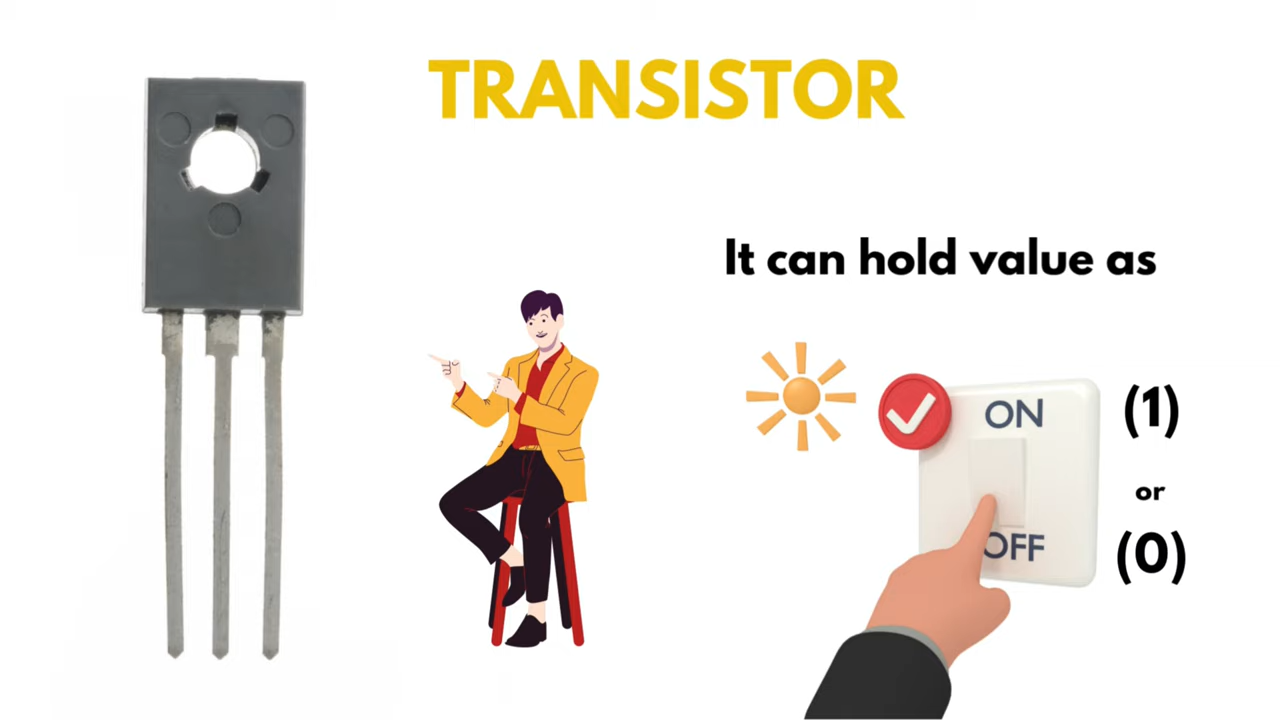 TRANSISTOR
It can hold value as
ON
(1)
or
OFF
(0)